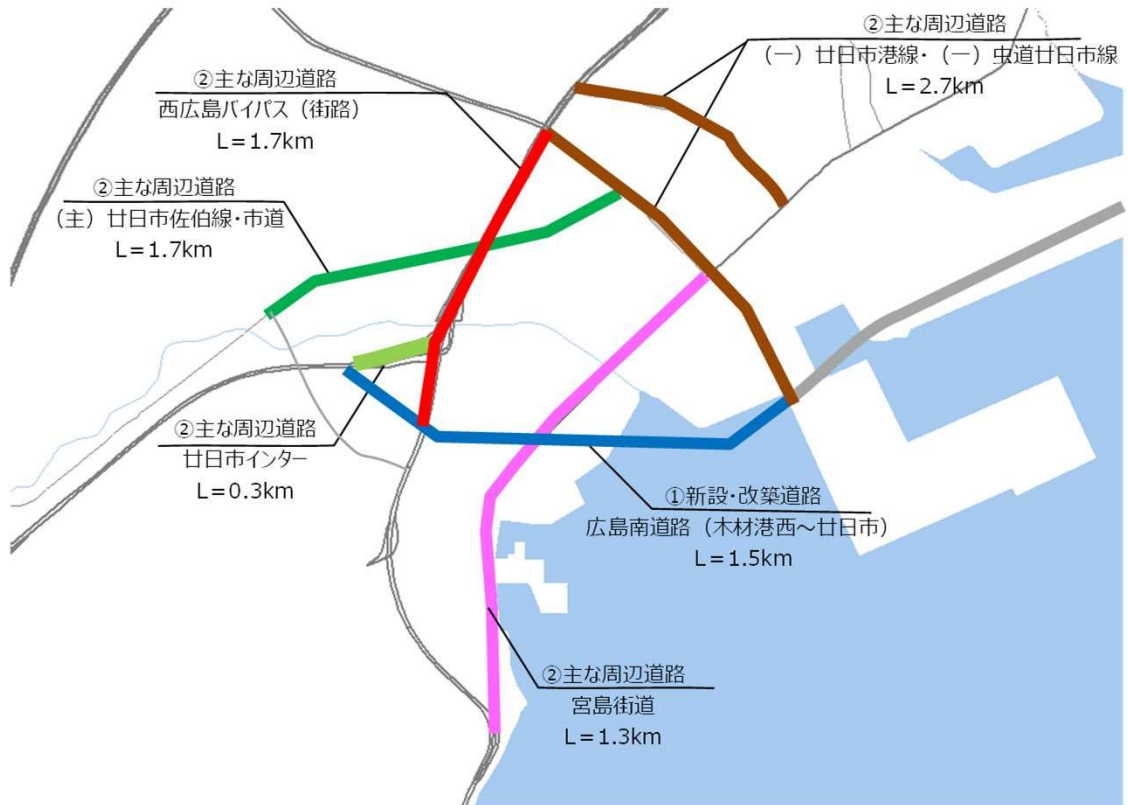 ②主な周辺道路
(一)廿日市港線・(一)虫道廿日市線
L=2.7km
②主な周辺道路
西広島バイパス(街路)
L=1.7km
②主な周辺道路
(主)廿日市佐伯線・市道
L=1.7km
②主な周辺道路
廿日市インター
L=0.3km
①新設・改築道路
広島南道路(木材港西~廿日市)
L=1.5km
②主な周辺道路
宮島街道
L=1.3km